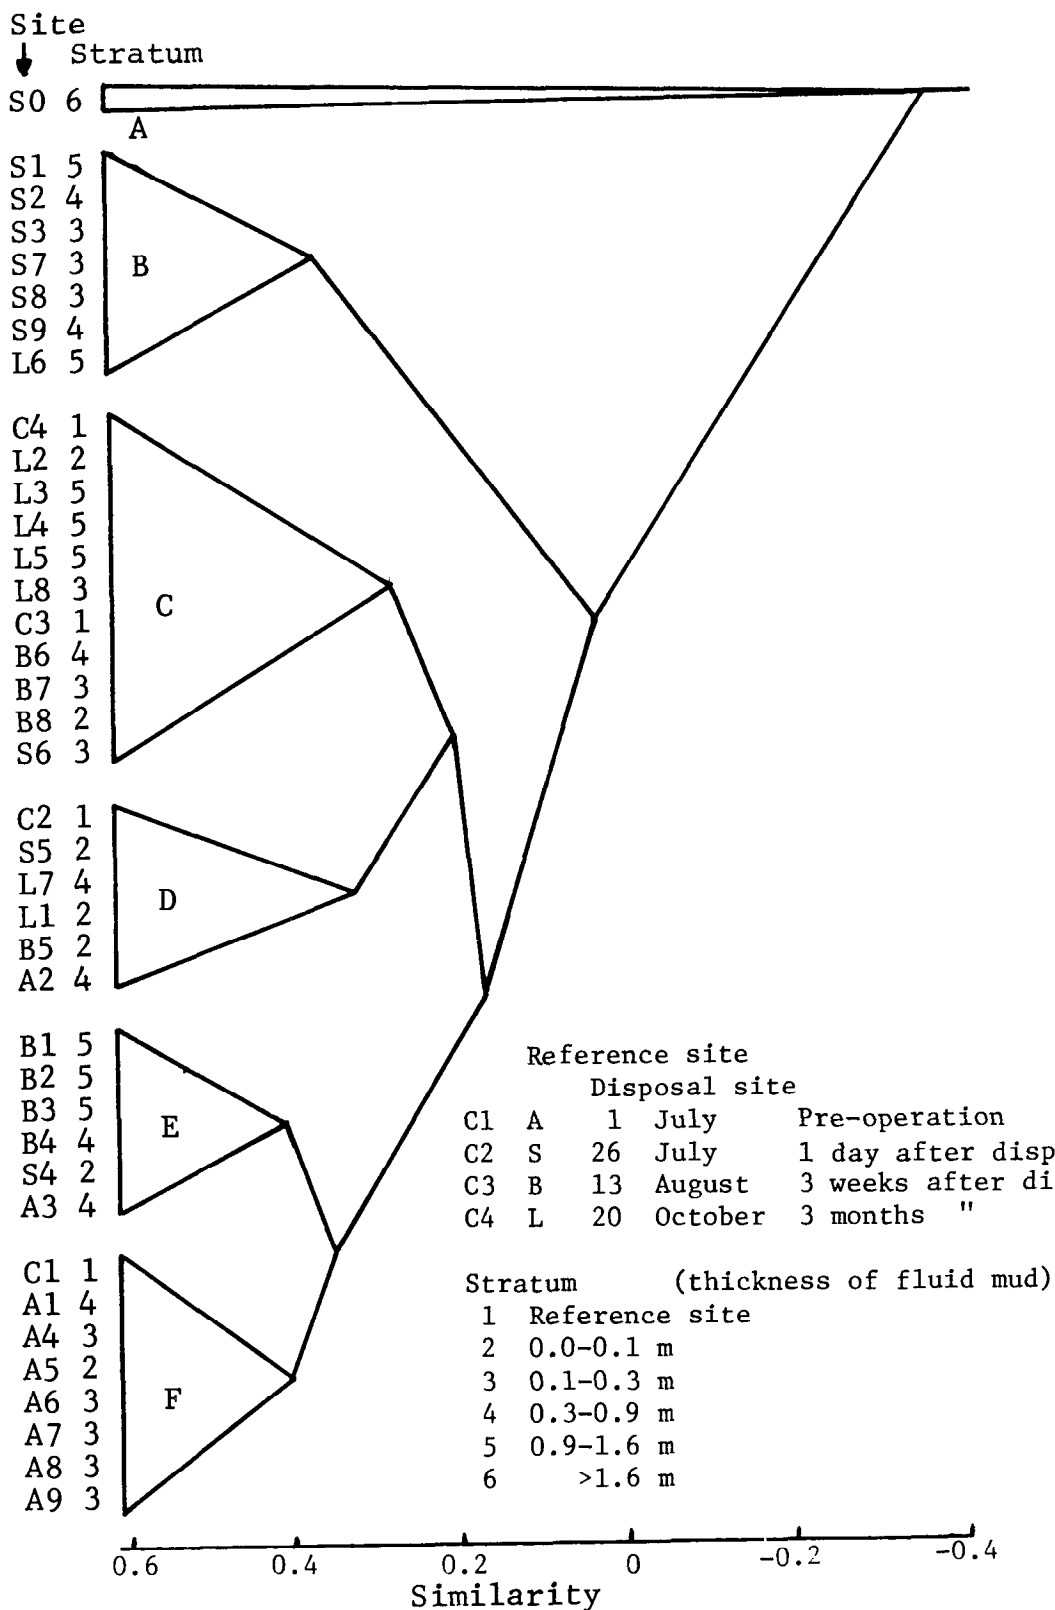 Site
Stratum
S0 6
A
S1 5
S2 4
S3 3
S7 3
B
S8 3
S9 4
L6 5
C4 1
L2 2
L3 5
L4 5
L5 5
L8 3
C
C3 1
B6 4
B7 3
B8 2
S6 3
C2 1
S5 2
L7 4
D
L1 2
B5 2
A2 4
B1 5
B2 5
B3 5
E
B4 4
S4 2
A3 4
C1 1
A1 4
A4 3
A5 2
F
A6 3
A7 3
A8 3
A9 3
Reference site
Disposal site
C1 A 1 July Pre-operation
C2 S 26 July 1 day after disp
C3 B 13 August 3 weeks after di
C4 L 20 October 3 months "
Stratum (thickness of fluid mud)
1 Reference site
2 0.0-0.1 m
3 0.1-0.3 m
4 0.3-0.9 m
5 0.9-1.6 m
6 >1.6 m
0.6 0.4 0.2 0 -0.2 -0.4
Similarity